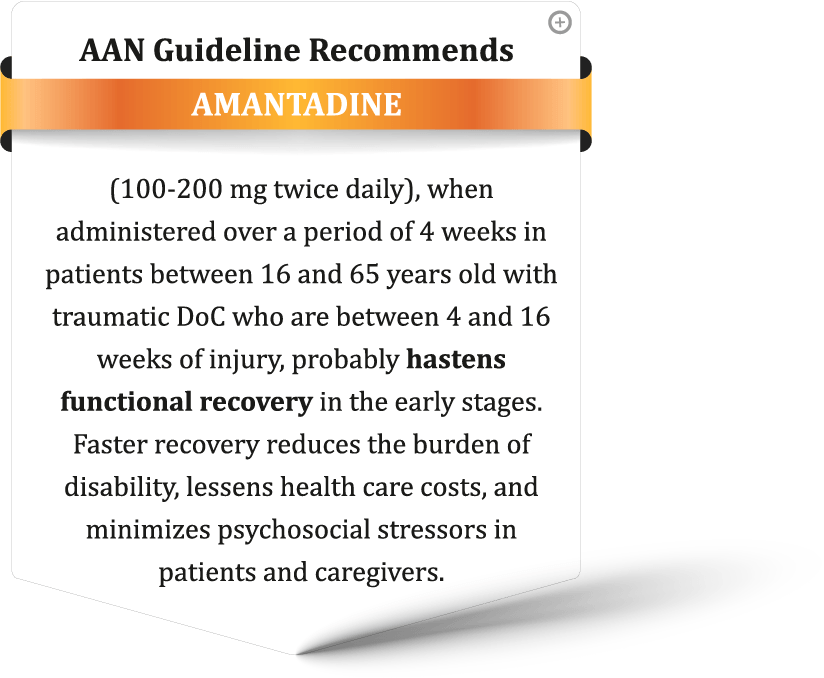 AAN Guideline Recommends
AMANTADINE
(100-200 mg twice daily), when
administered over a period of 4 weeks in
patients between 16 and 65 years old with
traumatic DoC who are between 4 and 16
weeks of injury, probably hastens
functional recovery in the early stages.
Faster recovery reduces the burden of
disability, lessens health care costs, and
minimizes psychosocial stressors in
patients and caregivers.